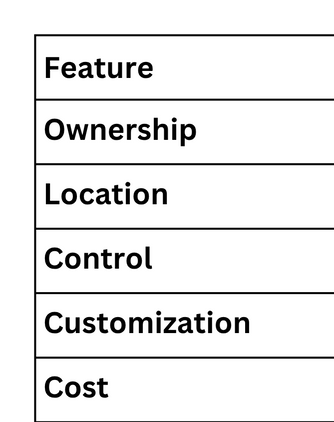 Feature
Ownership
Location
Control
Customization
Cost